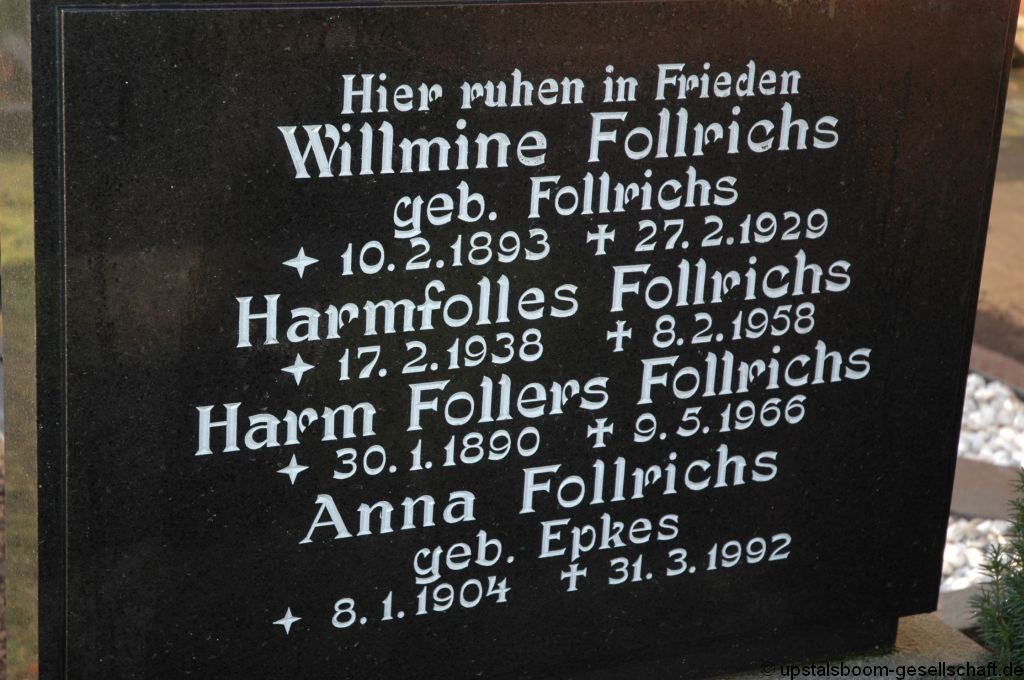 Hier ruhen in Frieden
Willmine Follrichs
geb. Follrichs
✦ 10.2.1893 ✝ 27.2.1929
Harmfolles Follrichs
✦ 17.2.1938 ✝ 8.2.1958
Harm Follers Follrichs
✦ 30.1.1890 ✝ 9.5.1966
Anna Follrichs
geb. Epkes
✦ 8.1.1904 ✝ 31.3.1992
© upstalsboom-gesellschaft.de